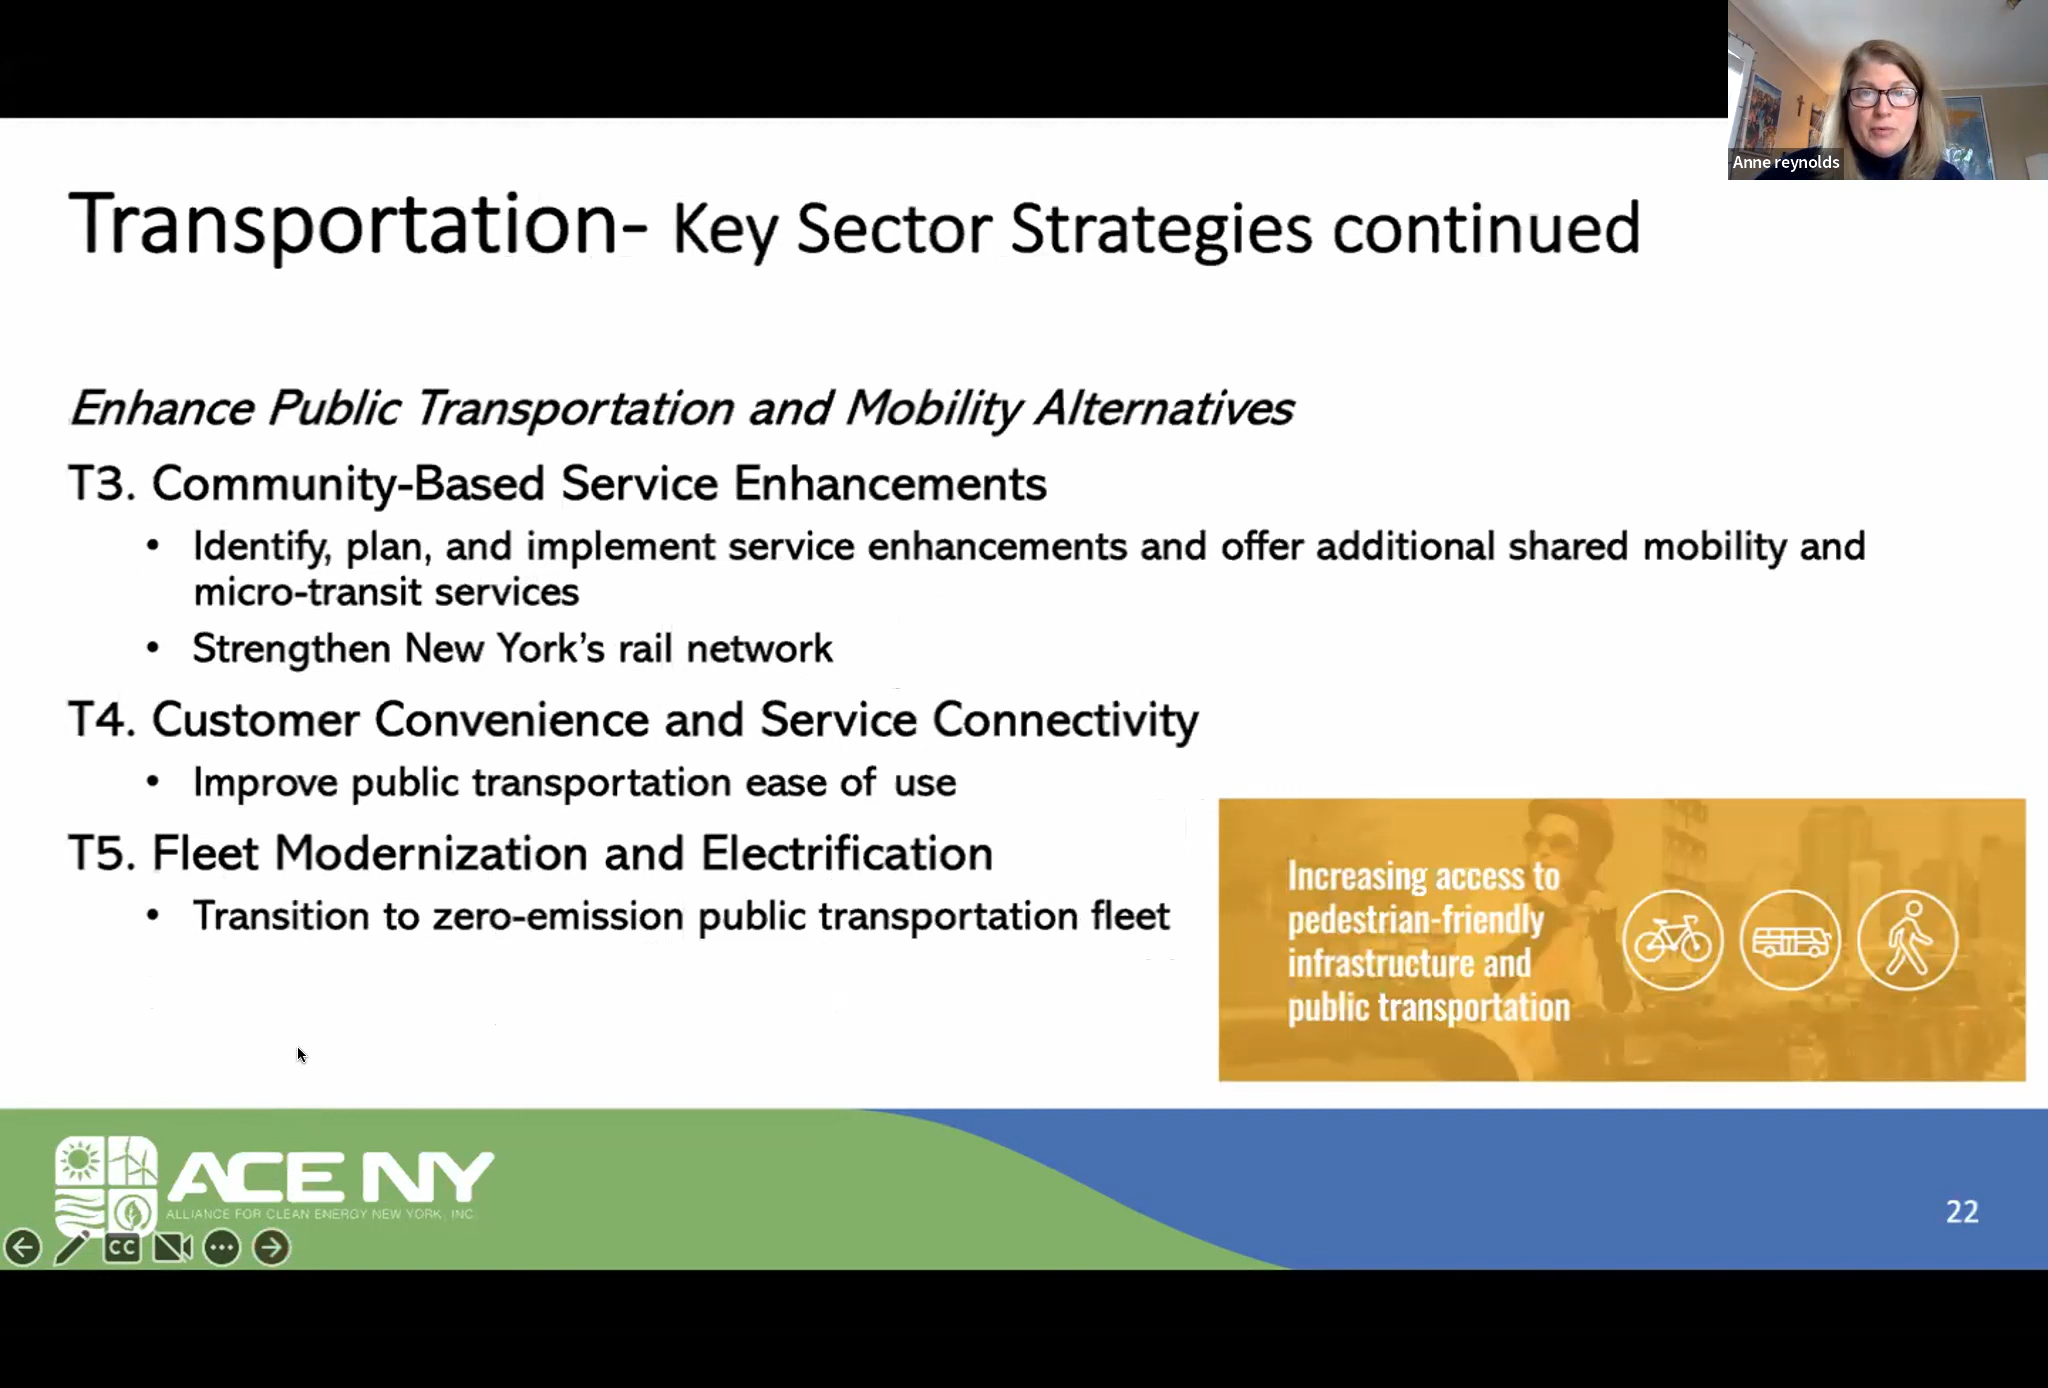 Anne reynolds
Transportation- Key Sector Strategies continued
Enhance Public Transportation and Mobility Alternatives
T3. Community-Based Service Enhancements
• Identify, plan, and implement service enhancements and offer additional shared mobility and
micro-transit services
• Strengthen New York’s rail network
T4. Customer Convenience and Service Connectivity
• Improve public transportation ease of use
T5. Fleet Modernization and Electrification
• Transition to zero-emission public transportation fleet
Increasing access to
pedestrian-friendly
infrastructure and
public transportation
ACE NY
ALLIANCE FOR CLEAN ENERGY NEW YORK, INC.
CC
22